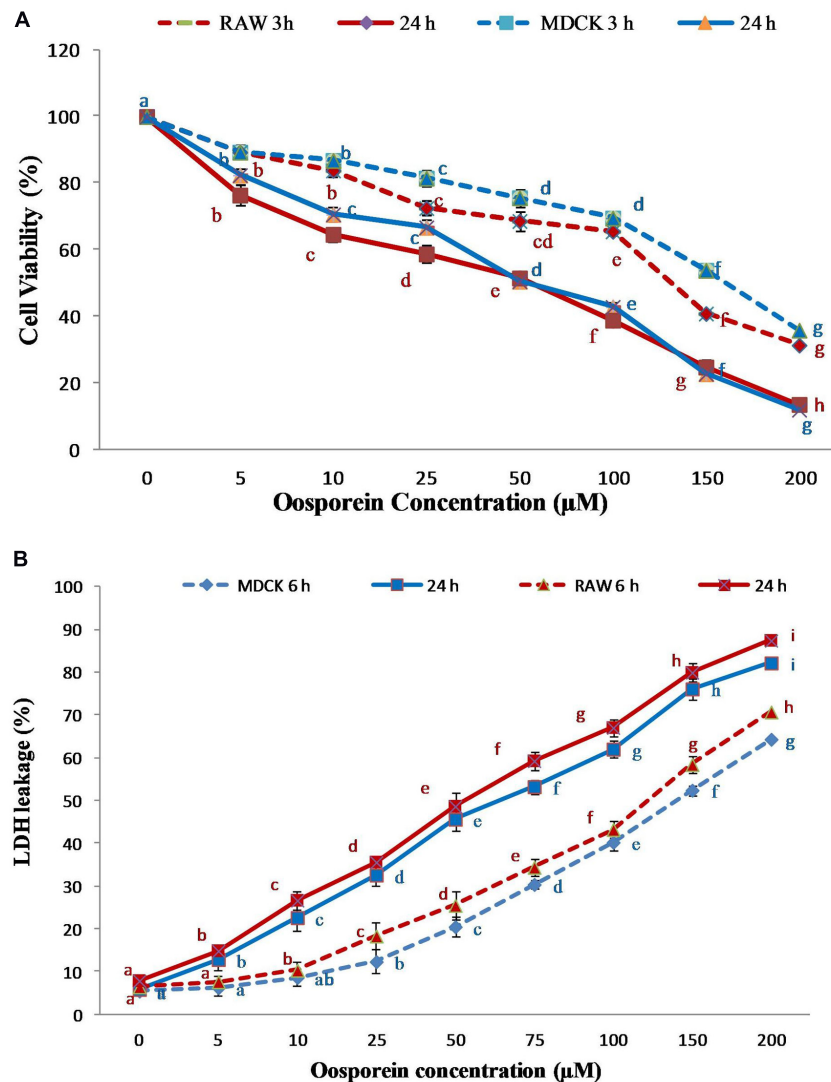 A
RAW 3h 24 h MDCK 3 h 24 h
120
100
80
60
40
20
0
a
b b b b
b b c c c c c d
d cd d e e d e
f e f f g f g
g h g
0 5 10 25 50 100 150 200
Cell Viability (%)
Oosporein Concentration (µM)
B
MDCK 6 h 24 h RAW 6 h 24 h
100
90
80
70
60
50
40
30
20
10
0
i
h i
h h
g g g
f g f
e f f
e e e
d d d d
c c c c
b b b ab b
a a a a a
0 5 10 25 50 75 100 150 200
LDH leakage (%)
Oosporein concentration (µM)